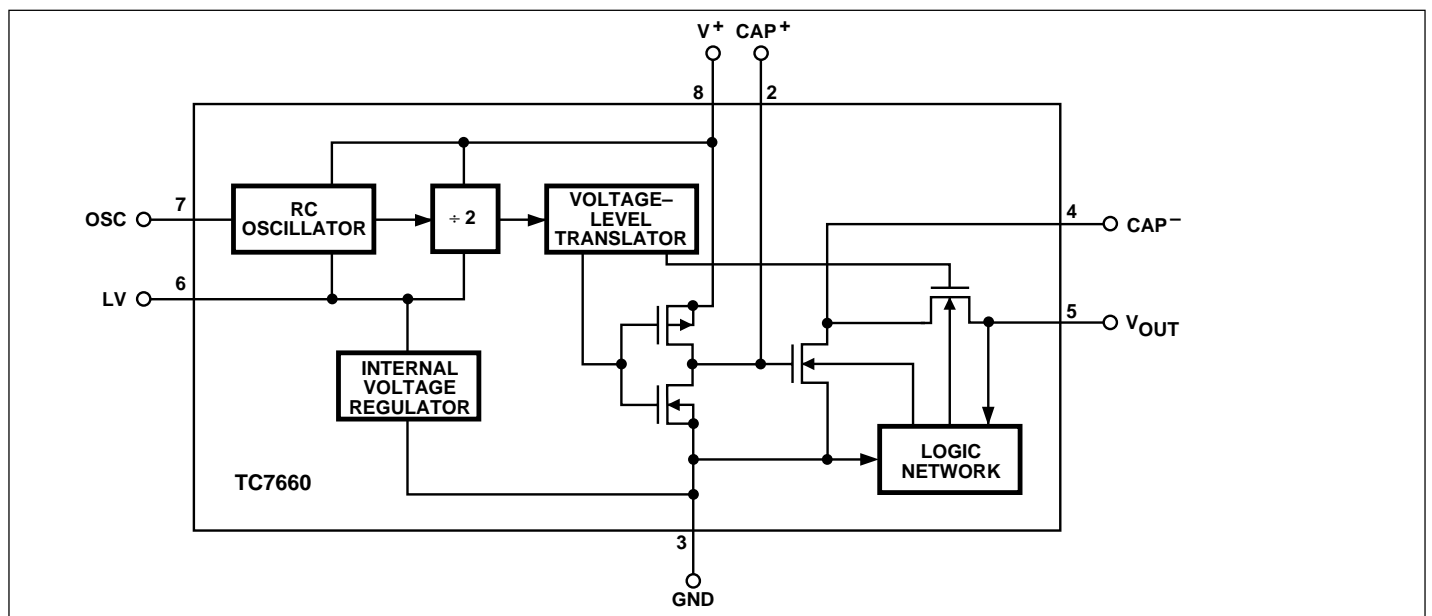 V+ CAP+
8 2
OSC 7
RC
OSCILLATOR
÷ 2
VOLTAGE–
LEVEL
TRANSLATOR
4 CAP–
LV 6
5 VOUT
INTERNAL
VOLTAGE
REGULATOR
LOGIC
NETWORK
TC7660
3
GND